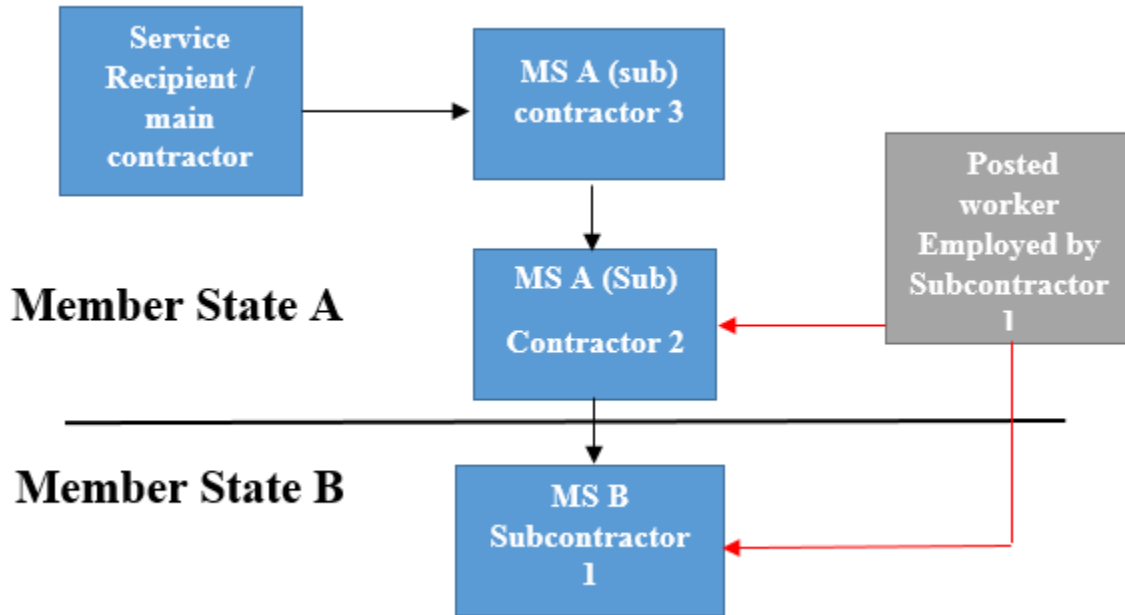 Service
Recipient /
main
contractor
MS A (sub)
contractor 3
Posted
worker
Employed by
Subcontractor
1
MS A (Sub)
Contractor 2
Member State A
Member State B
MS B
Subcontractor
1